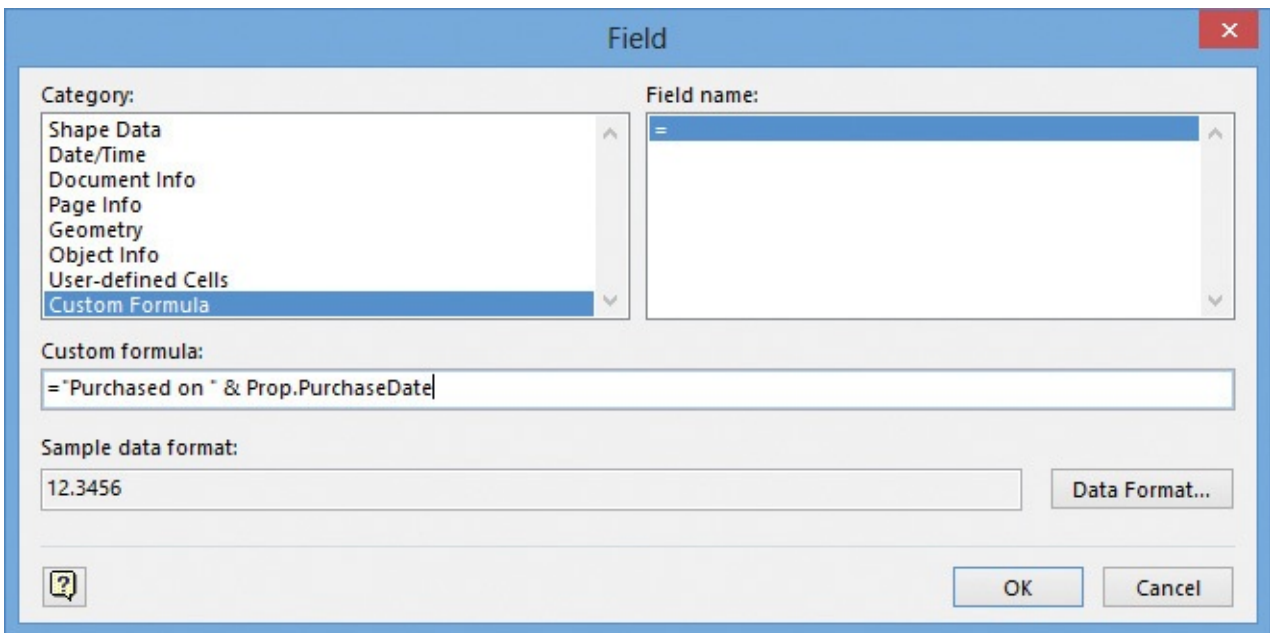 Field
Category:
Field name:
Shape Data
Date/Time
Document Info
Page Info
Geometry
Object Info
User-defined Cells
Custom Formula
=
Custom formula:
="Purchased on " & Prop.PurchaseDate
Sample data format:
12.3456
Data Format...
OK
Cancel